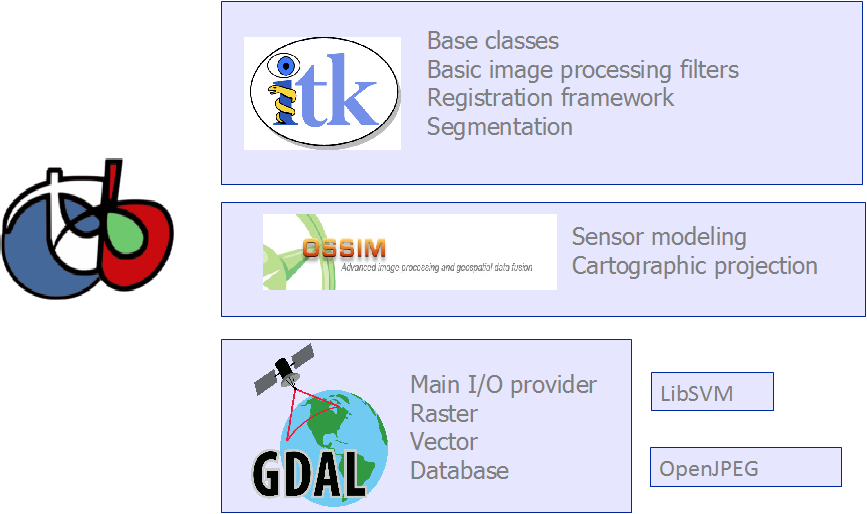 itk
Base classes
Basic image processing filters
Registration framework
Segmentation
otb
OSSIM
Advanced image processing and geospatial data fusion
Sensor modeling
Cartographic projection
GDAL
Main I/O provider
Raster
Vector
Database
LibSVM
OpenJPEG